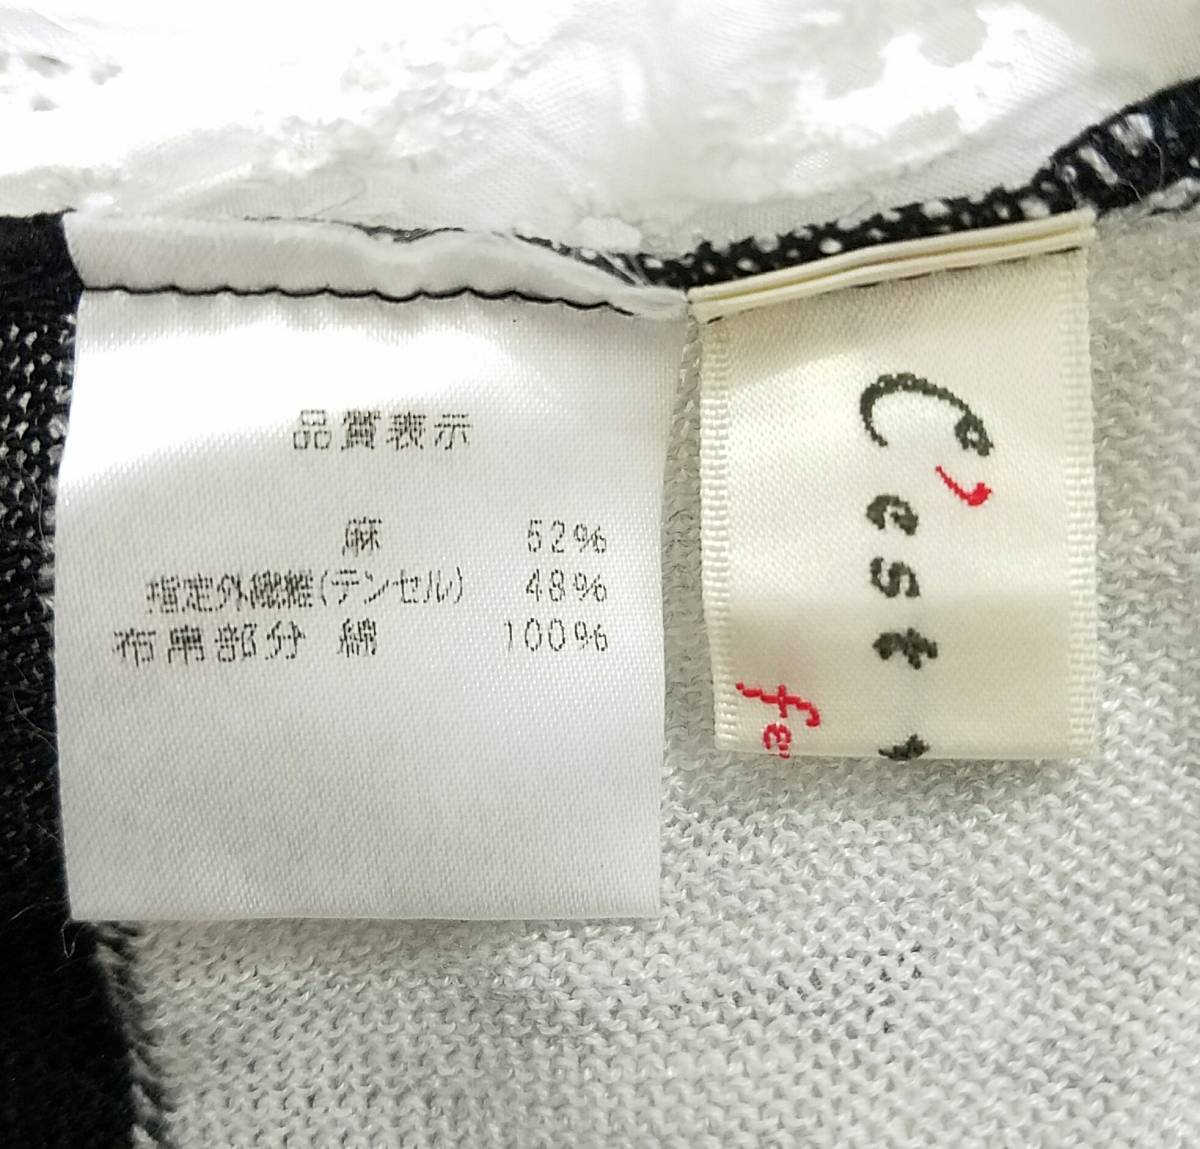 品質表示
麻 52%
指定外繊維(テンセル) 48%
布帛部分 綿 100%
C'est
fe